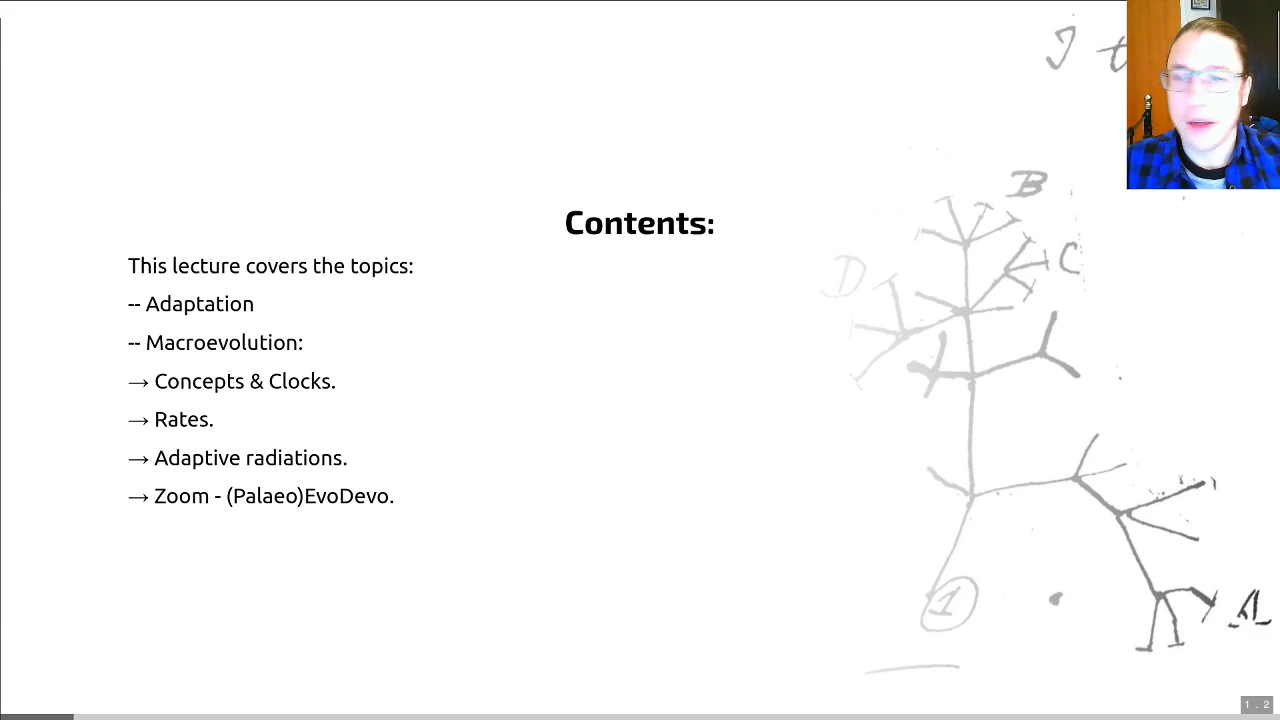 I t
B
Contents:
D
C
This lecture covers the topics:
-- Adaptation
-- Macroevolution:
→ Concepts & Clocks.
→ Rates.
→ Adaptive radiations.
→ Zoom - (Palaeo)EvoDevo.
1
A
1 . 2